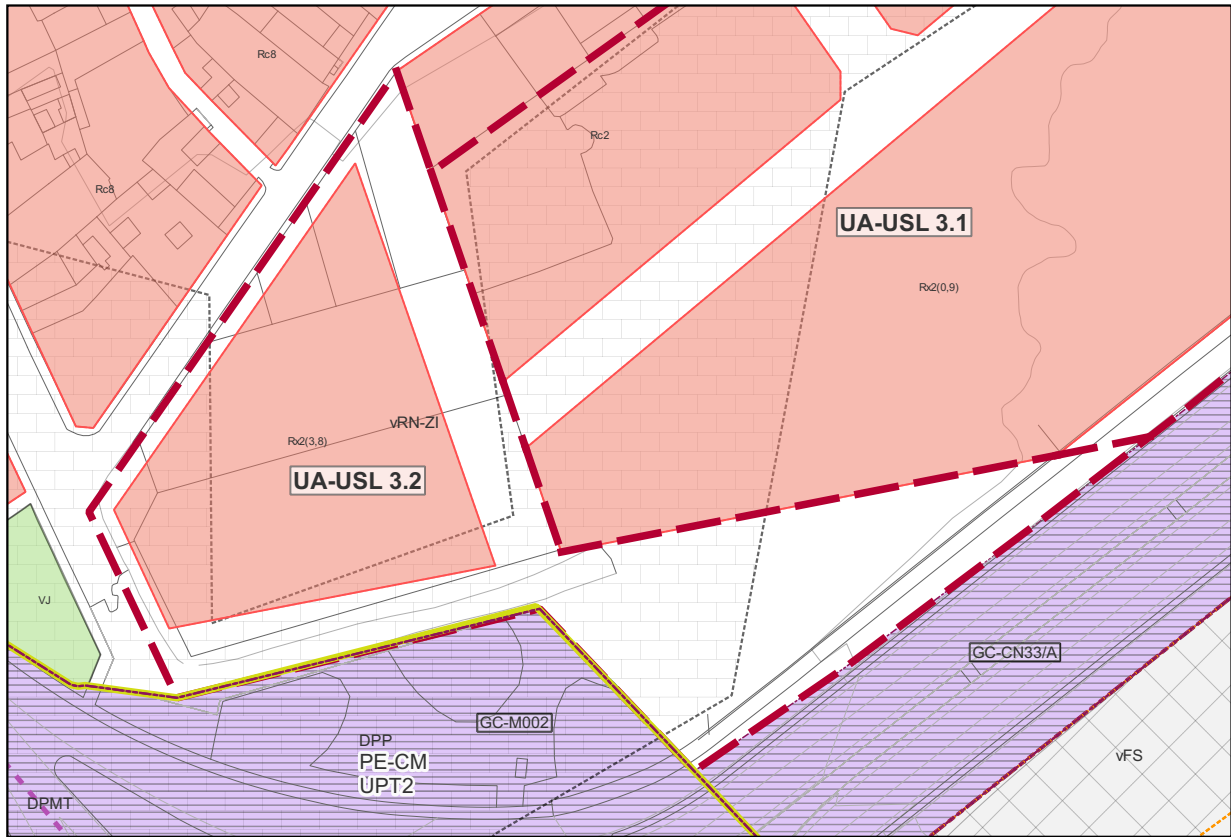 Rc8
Rc2
Rc8
UA-USL 3.1
Rx2(0,9)
vRN-ZI
Rx2(3,8)
UA-USL 3.2
VJ
GC-CN33/A
GC-M002
DPP
PE-CM
UPT2
vFS
DPMT